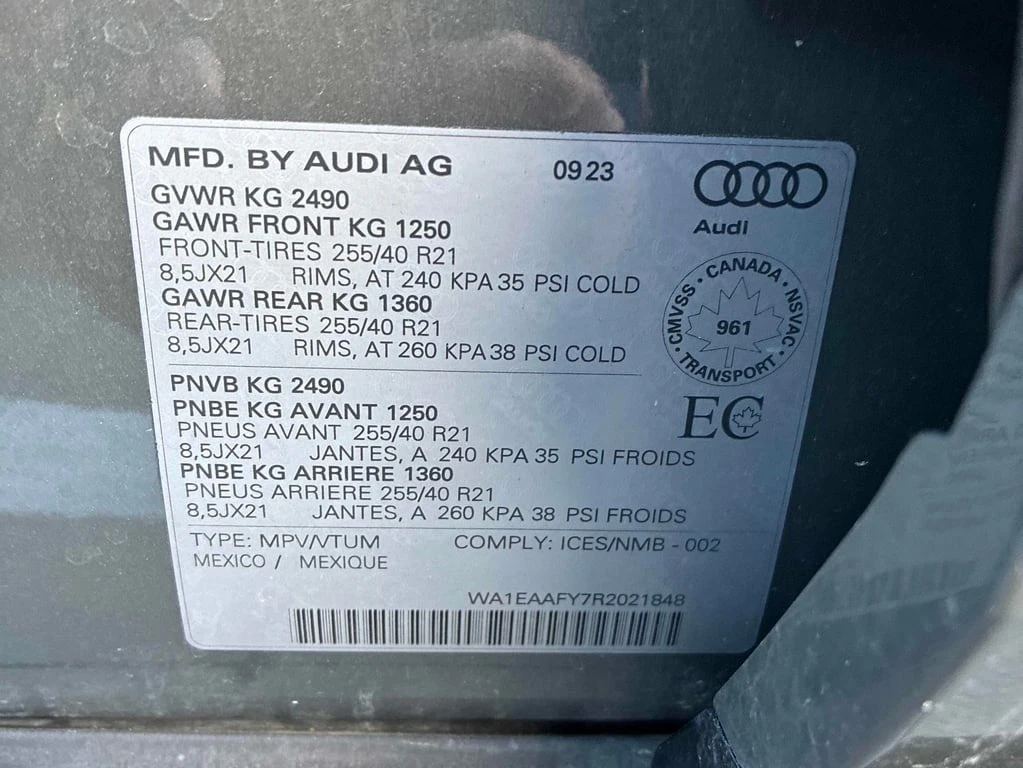 MFD. BY AUDI AG 0923
GVWR KG 2490
GAWR FRONT KG 1250
FRONT-TIRES 255/40 R21
8,5JX21 RIMS, AT 240 KPA 35 PSI COLD
GAWR REAR KG 1360
REAR-TIRES 255/40 R21
8,5JX21 RIMS, AT 260 KPA 38 PSI COLD
Audi
CMVSS · CANADA · NSVAC · TRANSPORT ·
961
PNVB KG 2490
PNBE KG AVANT 1250
PNEUS AVANT 255/40 R21
8,5JX21 JANTES, A 240 KPA 35 PSI FROIDS
PNBE KG ARRIERE 1360
PNEUS ARRIERE 255/40 R21
8,5JX21 JANTES, A 260 KPA 38 PSI FROIDS
EC
TYPE: MPV/VTUM COMPLY: ICES/NMB - 002
MEXICO / MEXIQUE
WA1EAAFY7R2021848